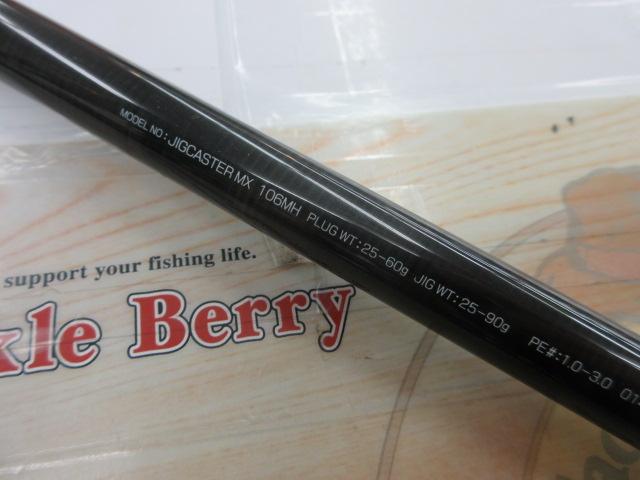 MODEL NO : JIGCASTER MX 106MH PLUG WT : 25-60g JIG WT : 25-90g PE# : 1.0-3.0
support your fishing life.
Berry